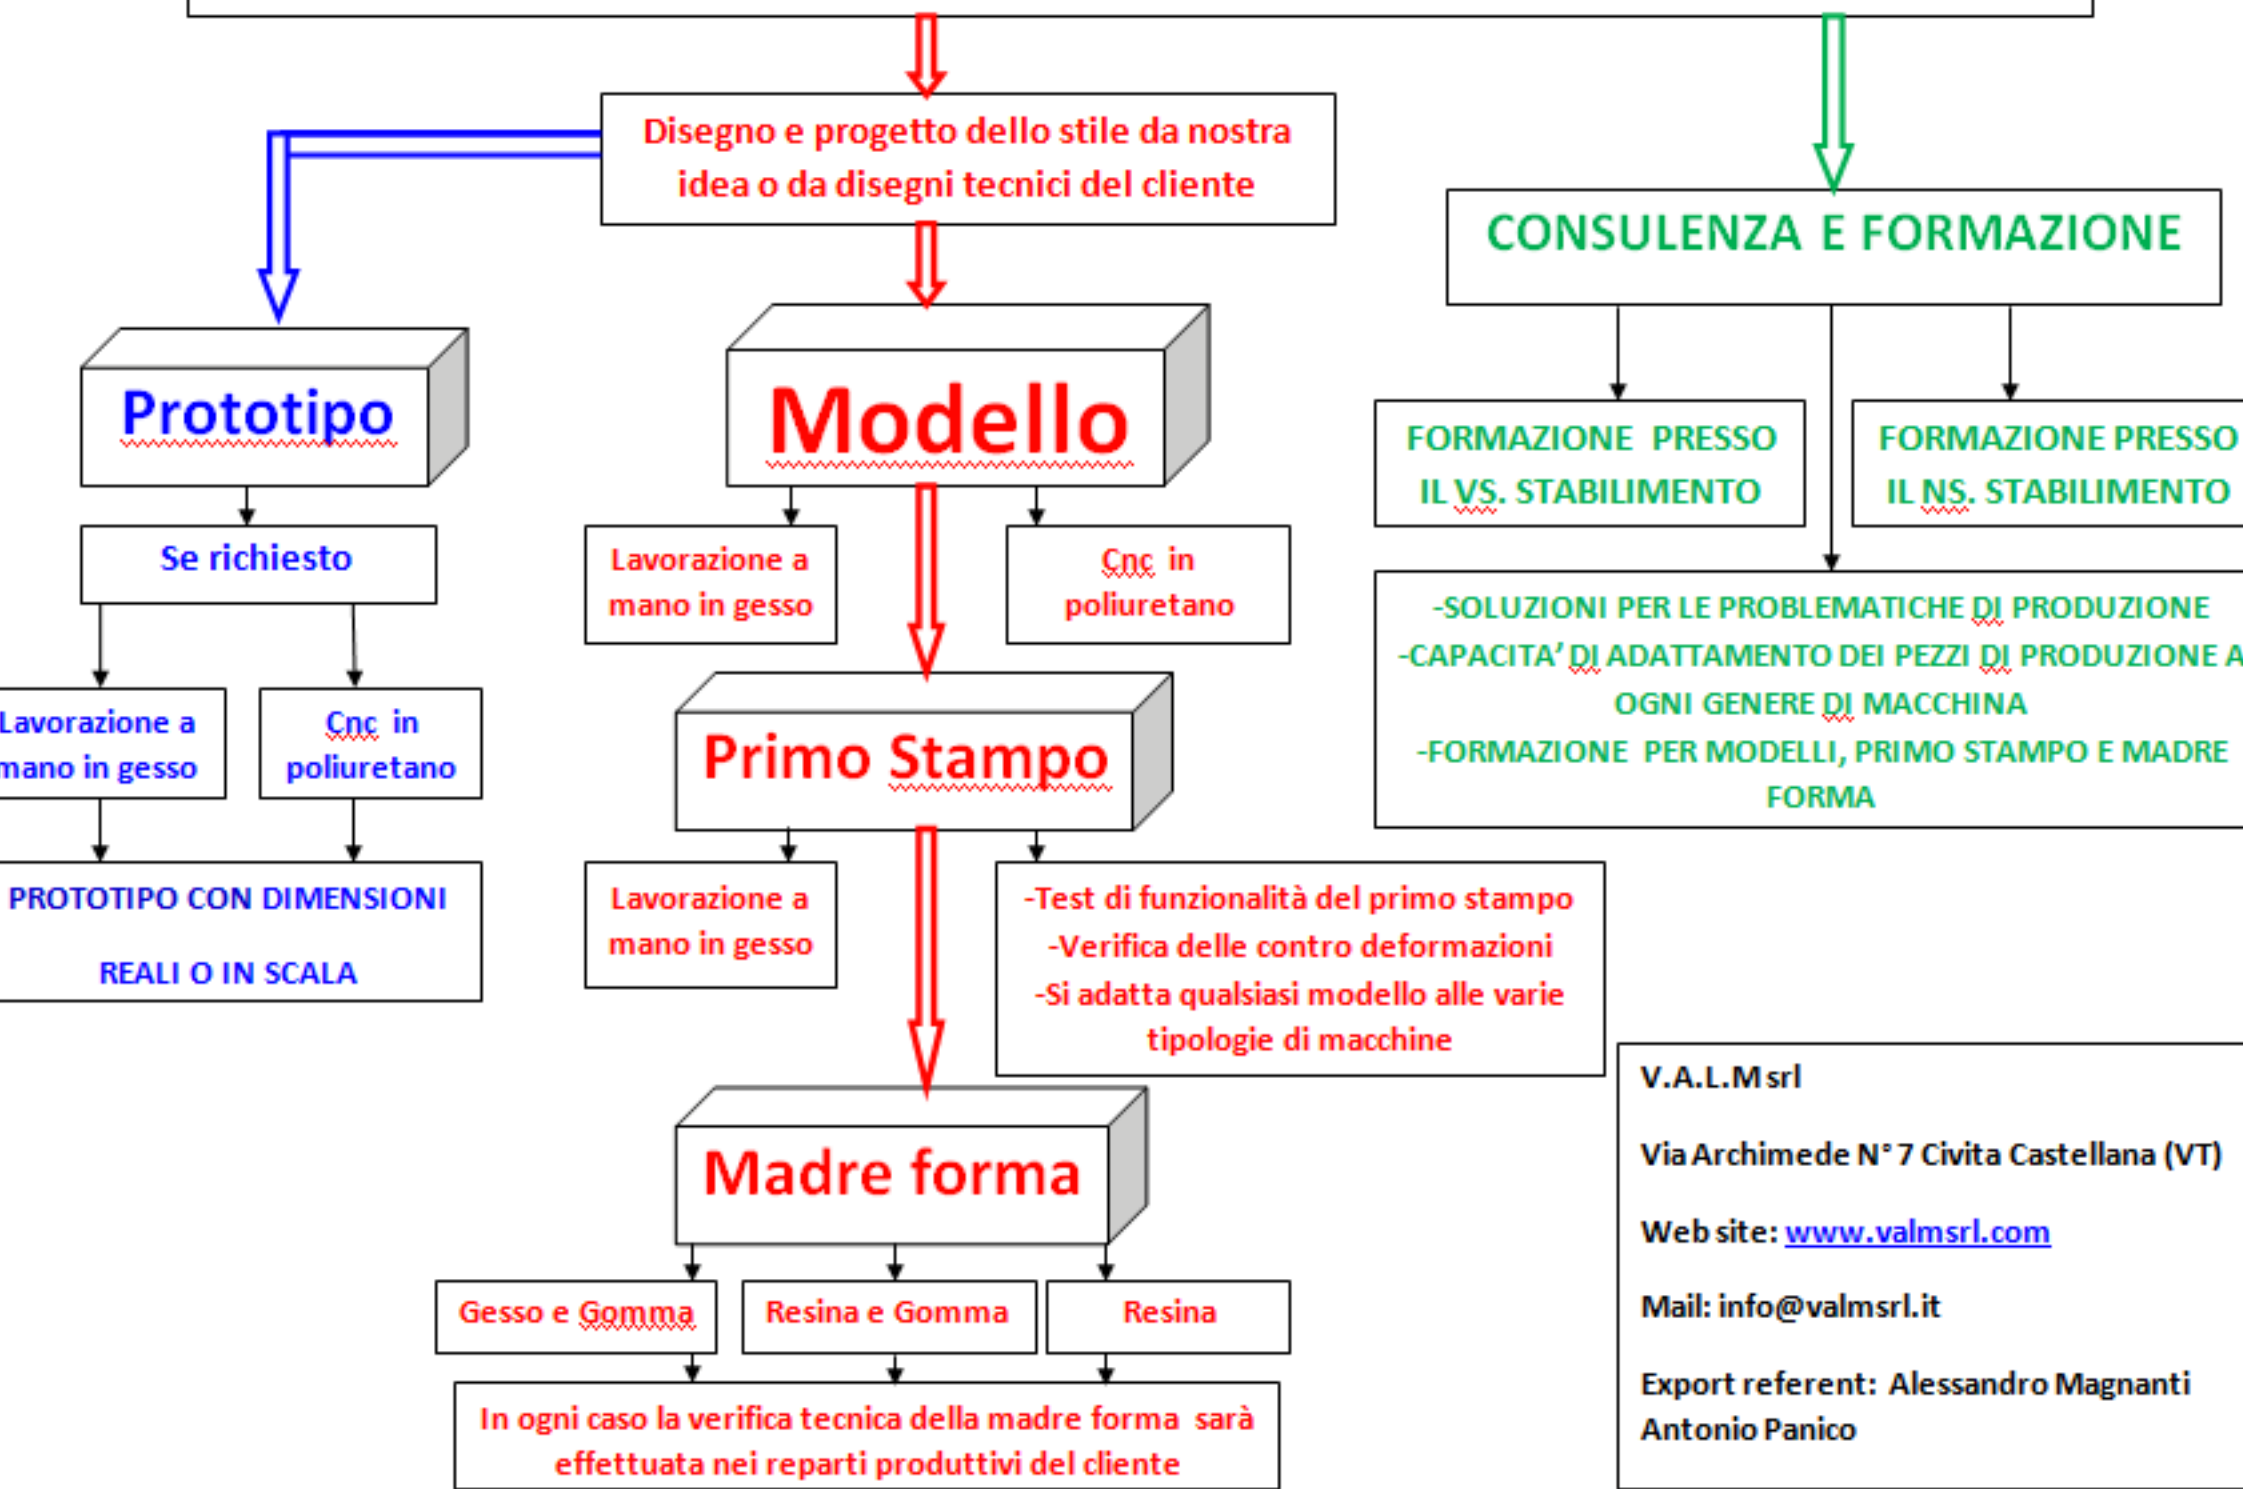 Disegno e progetto dello stile da nostra
idea o da disegni tecnici del cliente
CONSULENZA E FORMAZIONE
Prototipo
Modello
FORMAZIONE PRESSO
IL VS. STABILIMENTO
FORMAZIONE PRESSO
IL NS. STABILIMENTO
Se richiesto
Lavorazione a
mano in gesso
Cnc in
poliuretano
-SOLUZIONI PER LE PROBLEMATICHE DI PRODUZIONE
-CAPACITA' DI ADATTAMENTO DEI PEZZI DI PRODUZIONE A
OGNI GENERE DI MACCHINA
-FORMAZIONE PER MODELLI, PRIMO STAMPO E MADRE
FORMA
Lavorazione a
mano in gesso
Cnc in
poliuretano
Primo Stampo
PROTOTIPO CON DIMENSIONI
REALI O IN SCALA
Lavorazione a
mano in gesso
-Test di funzionalità del primo stampo
-Verifica delle contro deformazioni
-Si adatta qualsiasi modello alle varie
tipologie di macchine
Madre forma
Gesso e Gomma
Resina e Gomma
Resina
In ogni caso la verifica tecnica della madre forma sarà
effettuata nei reparti produttivi del cliente
V.A.L.M srl
Via Archimede N° 7 Civita Castellana (VT)
Web site: www.valmsrl.com
Mail: info@valmsrl.it
Export referent: Alessandro Magnanti
Antonio Panico